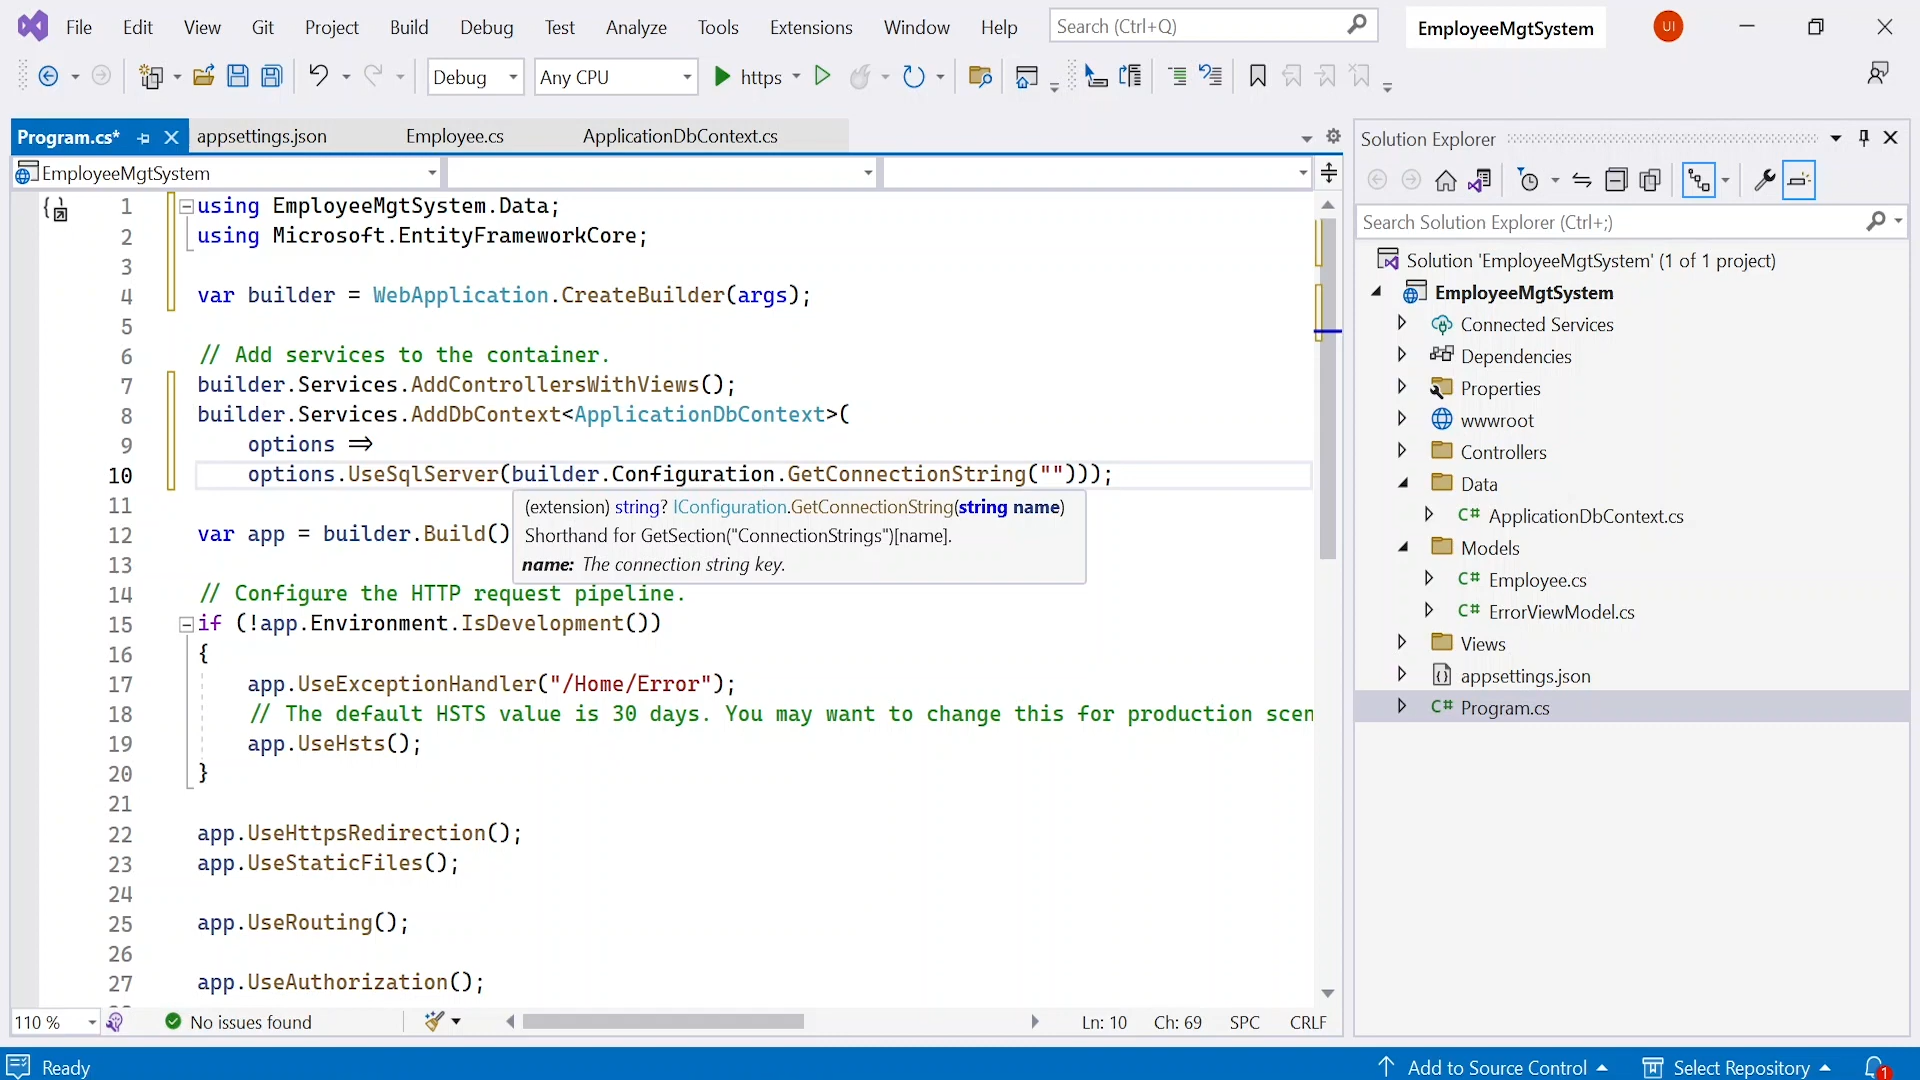 File Edit View Git Project Build Debug Test Analyze Tools Extensions Window Help Search (Ctrl+Q) EmployeeMgtSystem UI
Debug Any CPU https
Program.cs* appsettings.json Employee.cs ApplicationDbContext.cs
EmployeeMgtSystem
1 using EmployeeMgtSystem.Data;
2 using Microsoft.EntityFrameworkCore;
3
4 var builder = WebApplication.CreateBuilder(args);
5
6 // Add services to the container.
7 builder.Services.AddControllersWithViews();
8 builder.Services.AddDbContext<ApplicationDbContext>(
9 options =>
10 options.UseSqlServer(builder.Configuration.GetConnectionString("")));
11
(extension) string? IConfiguration.GetConnectionString(string name)
Shorthand for GetSection("ConnectionStrings")[name].
name: The connection string key.
12 var app = builder.Build()
13
14 // Configure the HTTP request pipeline.
15 if (!app.Environment.IsDevelopment())
16 {
17 app.UseExceptionHandler("/Home/Error");
18 // The default HSTS value is 30 days. You may want to change this for production scen
19 app.UseHsts();
20 }
21
22 app.UseHttpsRedirection();
23 app.UseStaticFiles();
24
25 app.UseRouting();
26
27 app.UseAuthorization();
110 % No issues found Ln: 10 Ch: 69 SPC CRLF
Solution Explorer
Search Solution Explorer (Ctrl+;)
Solution 'EmployeeMgtSystem' (1 of 1 project)
EmployeeMgtSystem
Connected Services
Dependencies
Properties
wwwroot
Controllers
Data
C# ApplicationDbContext.cs
Models
C# Employee.cs
C# ErrorViewModel.cs
Views
appsettings.json
C# Program.cs
Ready Add to Source Control Select Repository 1